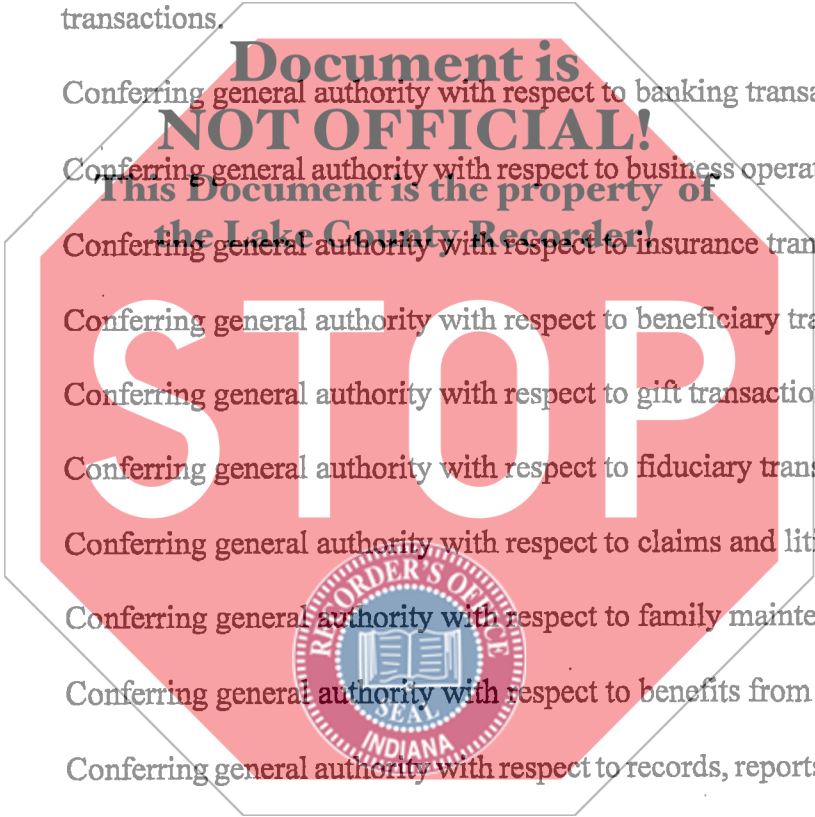 transactions.
Document is
Conferring general authority with respect to banking transa
NOT OFFICIAL!
Conferring general authority with respect to business operat
This Document is the property of
the Lake County Recorder!
Conferring general authority with respect to insurance tran
STOP
Conferring general authority with respect to beneficiary tra
Conferring general authority with respect to gift transactio
Conferring general authority with respect to fiduciary trans
Conferring general authority with respect to claims and liti
RECORDER'S OFFICE
Conferring general authority with respect to family mainte
Conferring general authority with respect to benefits from
SEAL
INDIANA
Conferring general authority with respect to records, reports